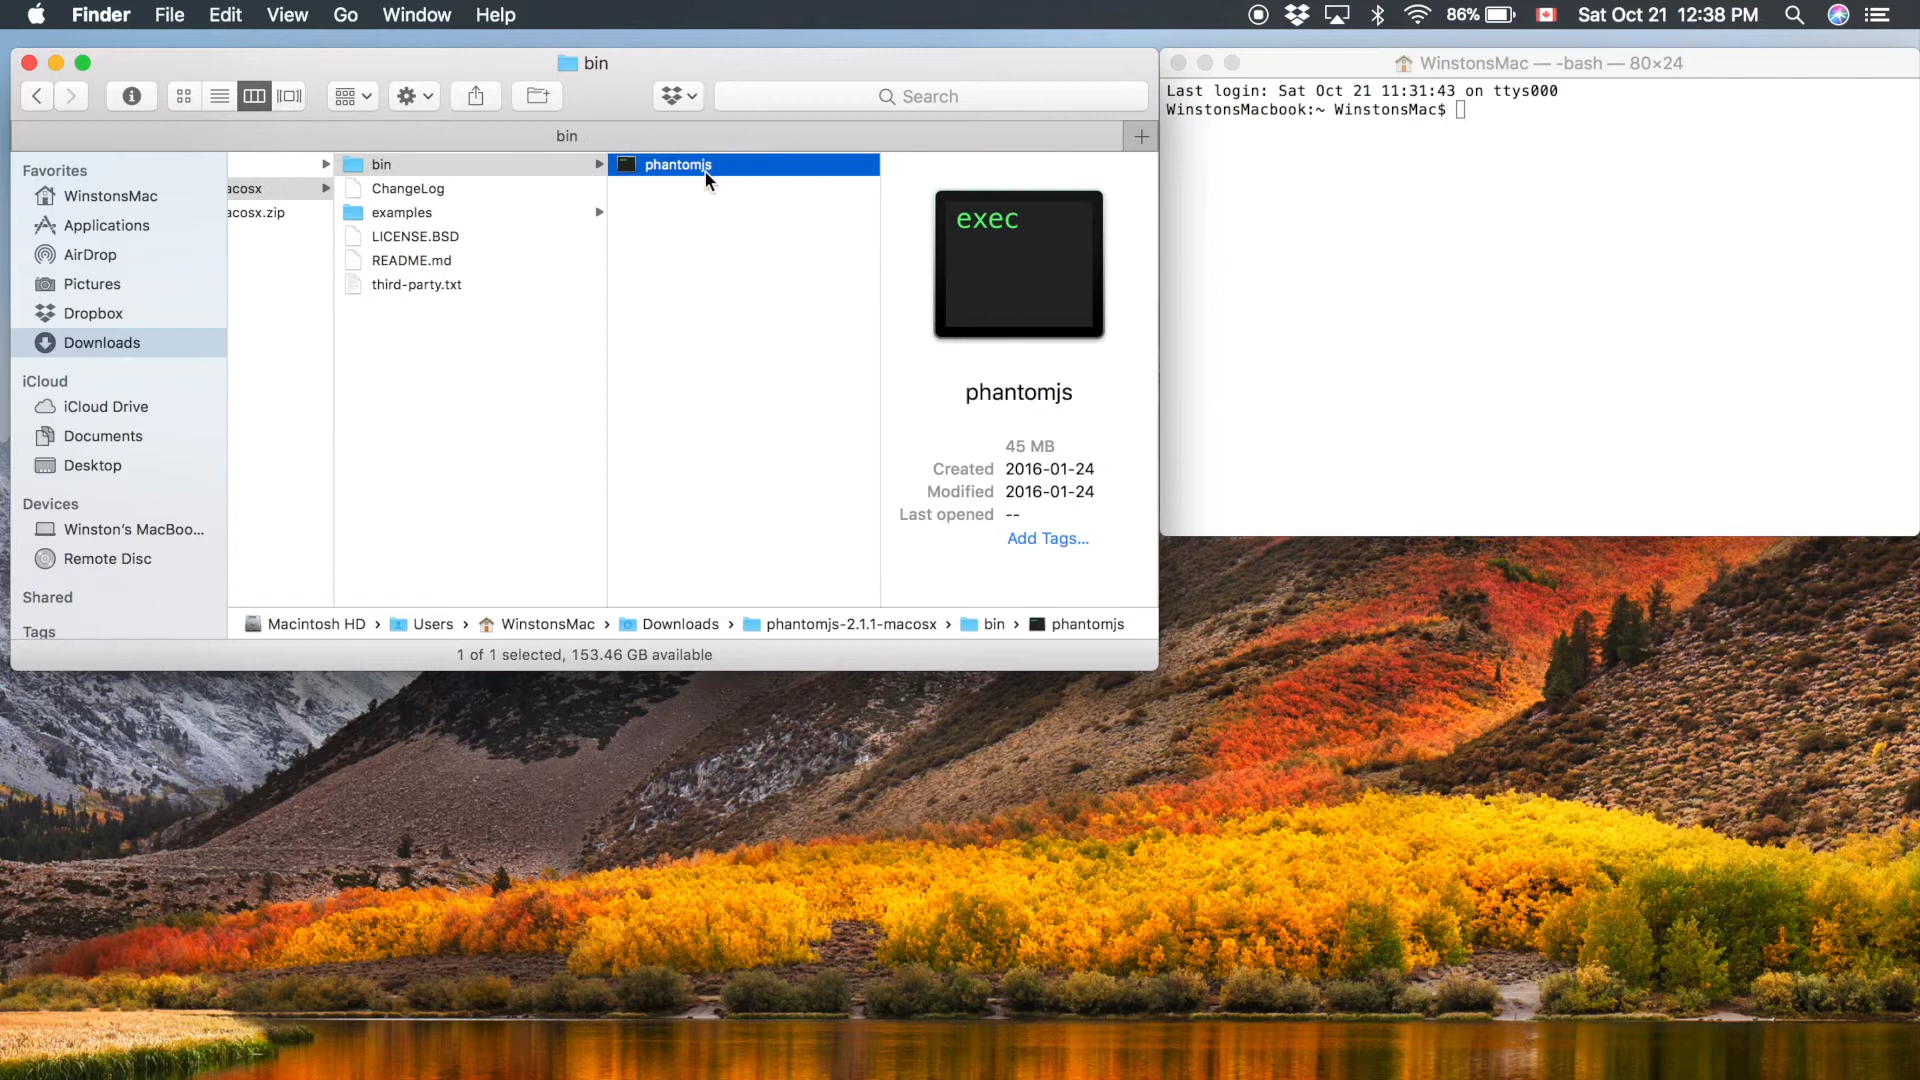 Finder File Edit View Go Window Help
86% Sat Oct 21 12:38 PM
bin
Search
bin
Favorites
WinstonsMac
Applications
AirDrop
Pictures
Dropbox
Downloads
iCloud
iCloud Drive
Documents
Desktop
Devices
Winston's MacBoo...
Remote Disc
Shared
Tags
acosx
acosx.zip
bin
ChangeLog
examples
LICENSE.BSD
README.md
third-party.txt
phantomjs
exec
phantomjs
45 MB
Created 2016-01-24
Modified 2016-01-24
Last opened --
Add Tags...
Macintosh HD › Users › WinstonsMac › Downloads › phantomjs-2.1.1-macosx › bin › phantomjs
1 of 1 selected, 153.46 GB available
WinstonsMac — -bash — 80×24
Last login: Sat Oct 21 11:31:43 on ttys000
WinstonsMacbook:~ WinstonsMac$